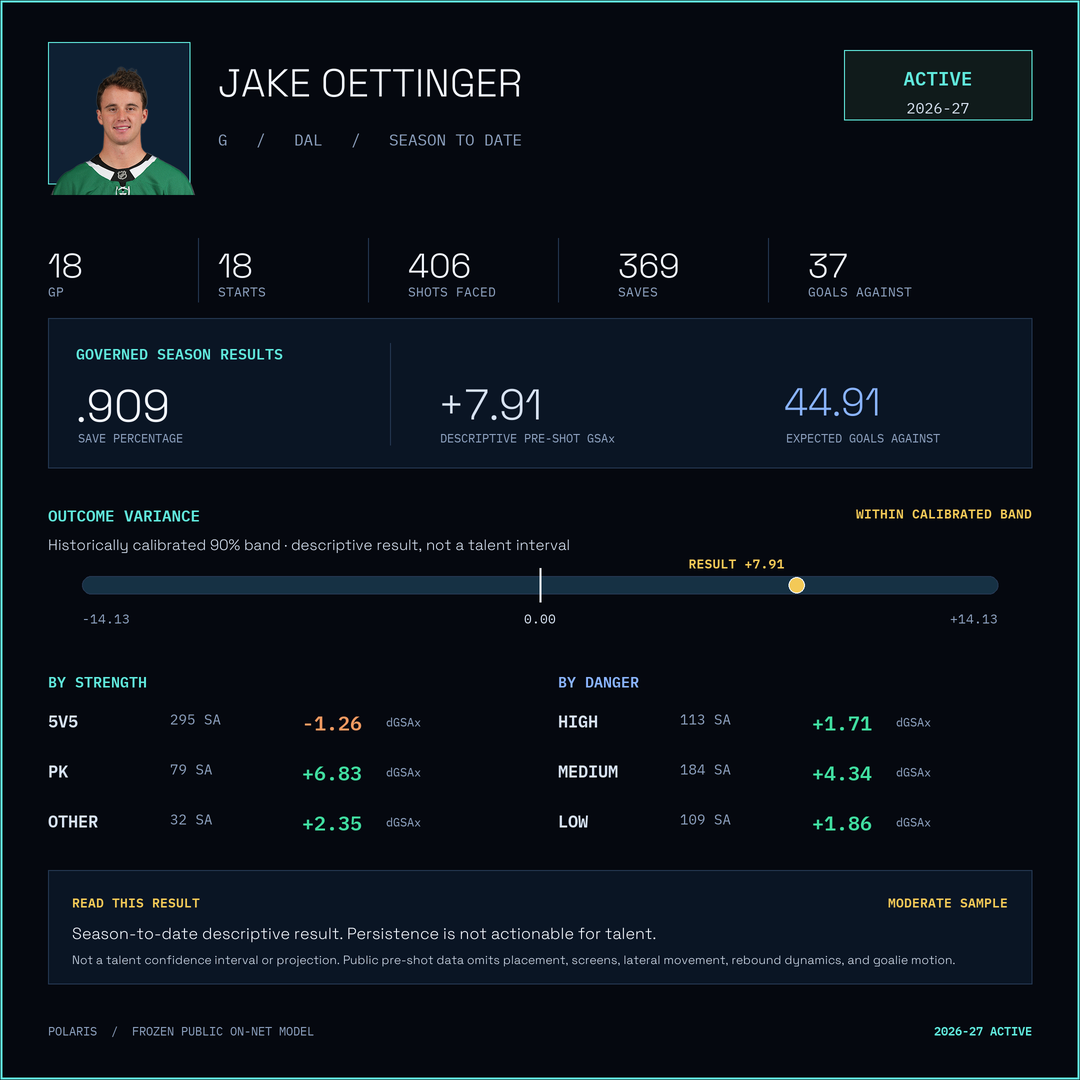 JAKE OETTINGER
ACTIVE
2026-27
G / DAL / SEASON TO DATE
18
GP
18
STARTS
406
SHOTS FACED
369
SAVES
37
GOALS AGAINST
GOVERNED SEASON RESULTS
.909
SAVE PERCENTAGE
+7.91
DESCRIPTIVE PRE-SHOT GSAx
44.91
EXPECTED GOALS AGAINST
OUTCOME VARIANCE
WITHIN CALIBRATED BAND
Historically calibrated 90% band · descriptive result, not a talent interval
RESULT +7.91
-14.13 0.00 +14.13
BY STRENGTH
5V5 295 SA -1.26 dGSAx
PK 79 SA +6.83 dGSAx
OTHER 32 SA +2.35 dGSAx
BY DANGER
HIGH 113 SA +1.71 dGSAx
MEDIUM 184 SA +4.34 dGSAx
LOW 109 SA +1.86 dGSAx
READ THIS RESULT
MODERATE SAMPLE
Season-to-date descriptive result. Persistence is not actionable for talent.
Not a talent confidence interval or projection. Public pre-shot data omits placement, screens, lateral movement, rebound dynamics, and goalie motion.
POLARIS / FROZEN PUBLIC ON-NET MODEL
2026-27 ACTIVE